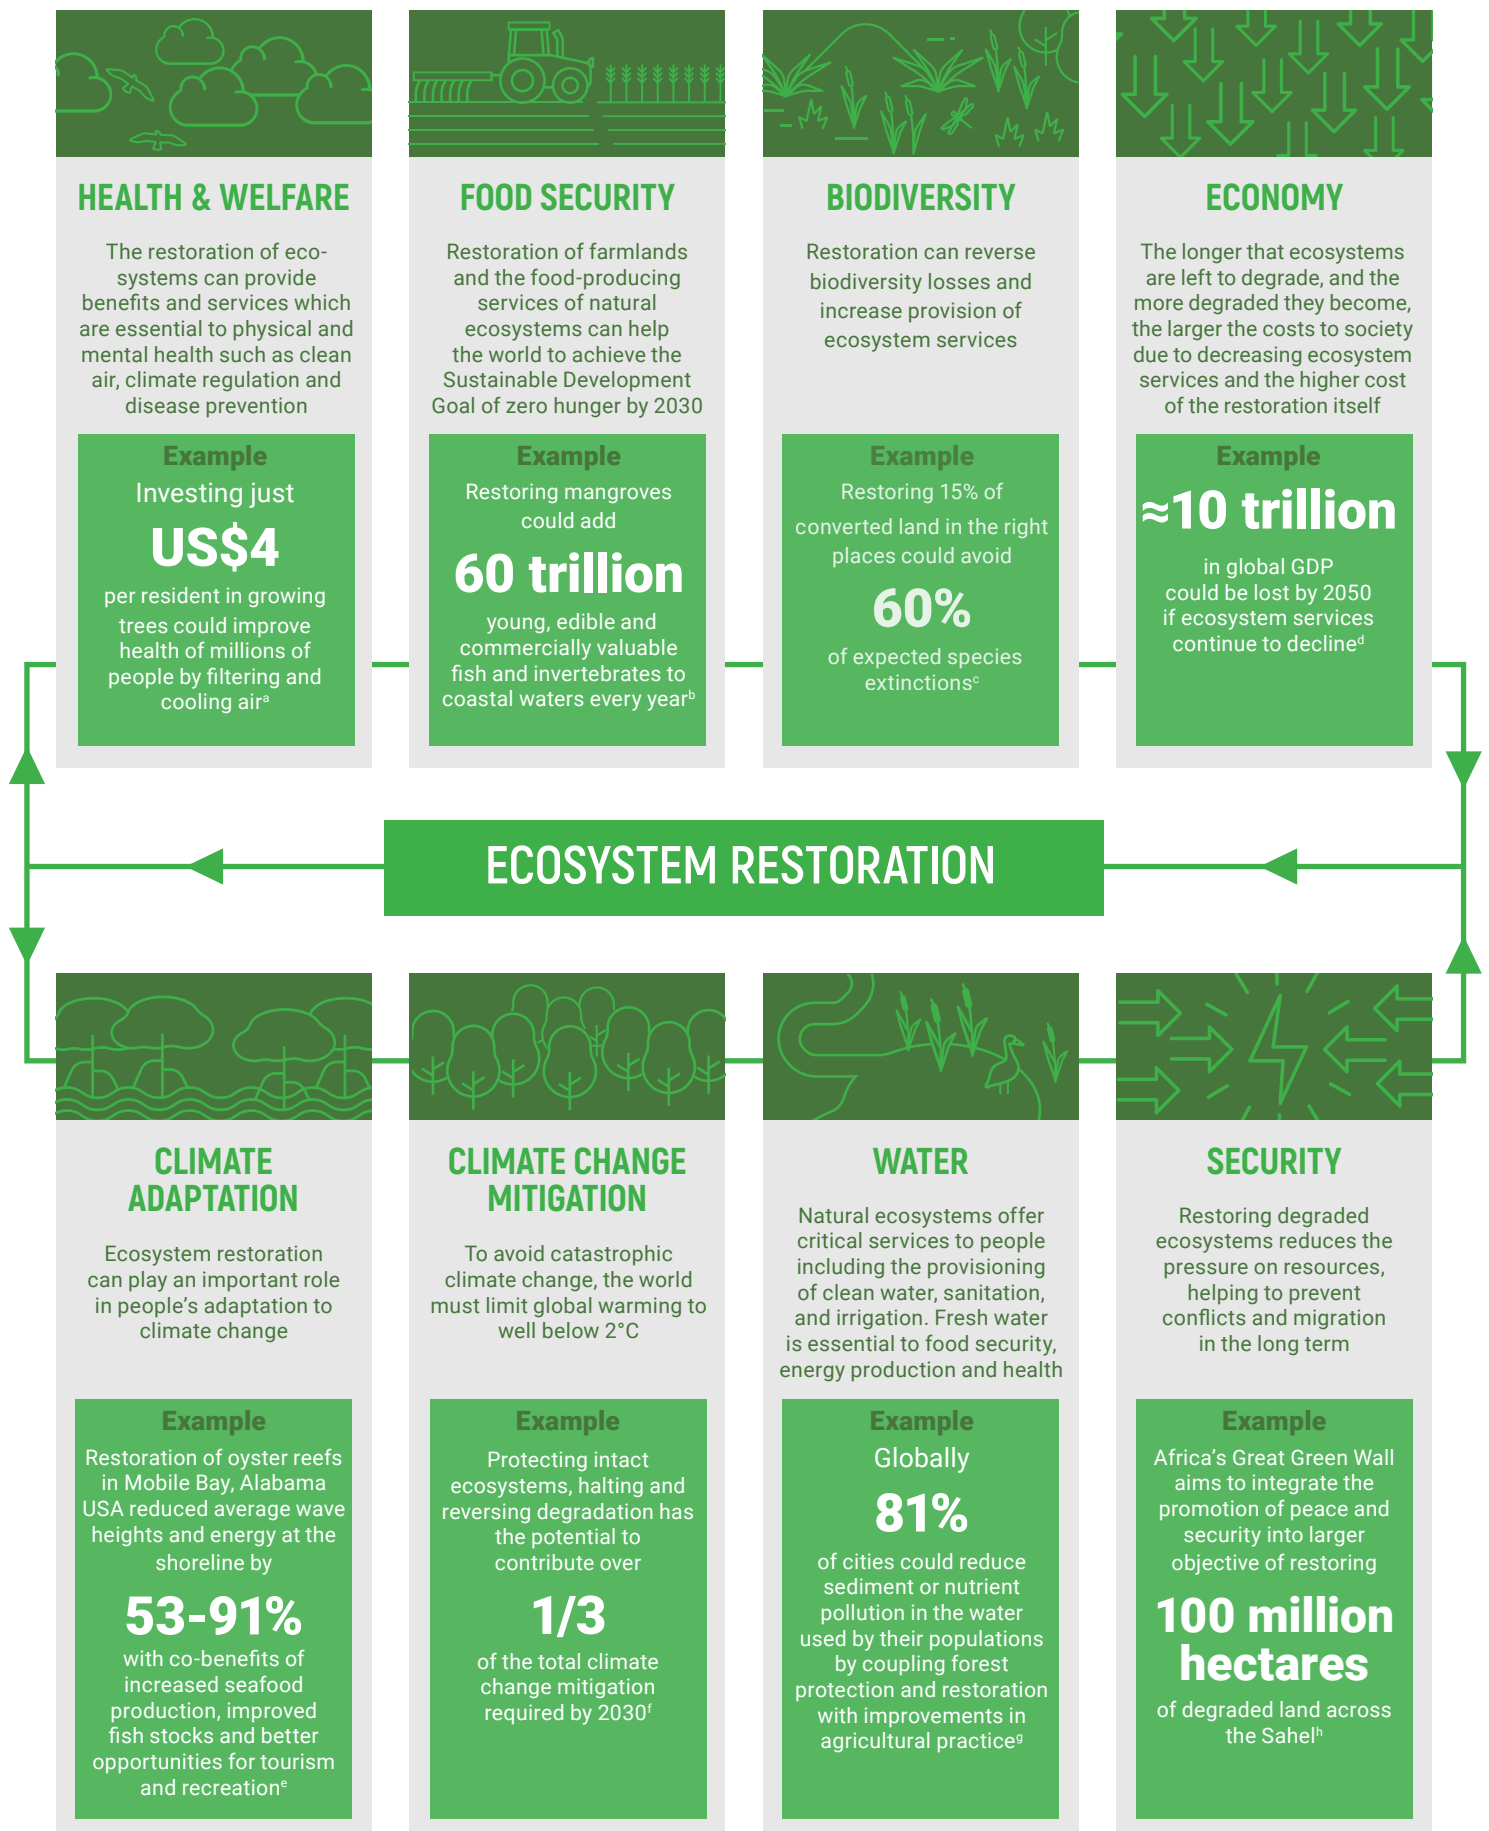 HEALTH & WELFARE
The restoration of eco-
systems can provide
benefits and services which
are essential to physical and
mental health such as clean
air, climate regulation and
disease prevention
Example
Investing just
US$4
per resident in growing
trees could improve
health of millions of
people by filtering and
cooling airᵃ
FOOD SECURITY
Restoration of farmlands
and the food-producing
services of natural
ecosystems can help
the world to achieve the
Sustainable Development
Goal of zero hunger by 2030
Example
Restoring mangroves
could add
60 trillion
young, edible and
commercially valuable
fish and invertebrates to
coastal waters every yearᵇ
BIODIVERSITY
Restoration can reverse
biodiversity losses and
increase provision of
ecosystem services
Example
Restoring 15% of
converted land in the right
places could avoid
60%
of expected species
extinctionsᶜ
ECONOMY
The longer that ecosystems
are left to degrade, and the
more degraded they become,
the larger the costs to society
due to decreasing ecosystem
services and the higher cost
of the restoration itself
Example
≈10 trillion
in global GDP
could be lost by 2050
if ecosystem services
continue to declineᵈ
ECOSYSTEM RESTORATION
CLIMATE
ADAPTATION
Ecosystem restoration
can play an important role
in people’s adaptation to
climate change
Example
Restoration of oyster reefs
in Mobile Bay, Alabama
USA reduced average wave
heights and energy at the
shoreline by
53-91%
with co-benefits of
increased seafood
production, improved
fish stocks and better
opportunities for tourism
and recreationᵉ
CLIMATE CHANGE
MITIGATION
To avoid catastrophic
climate change, the world
must limit global warming to
well below 2°C
Example
Protecting intact
ecosystems, halting and
reversing degradation has
the potential to
contribute over
1/3
of the total climate
change mitigation
required by 2030ᶠ
WATER
Natural ecosystems offer
critical services to people
including the provisioning
of clean water, sanitation,
and irrigation. Fresh water
is essential to food security,
energy production and health
Example
Globally
81%
of cities could reduce
sediment or nutrient
pollution in the water
used by their populations
by coupling forest
protection and restoration
with improvements in
agricultural practiceᵍ
SECURITY
Restoring degraded
ecosystems reduces the
pressure on resources,
helping to prevent
conflicts and migration
in the long term
Example
Africa’s Great Green Wall
aims to integrate the
promotion of peace and
security into larger
objective of restoring
100 million
hectares
of degraded land across
the Sahelʰ